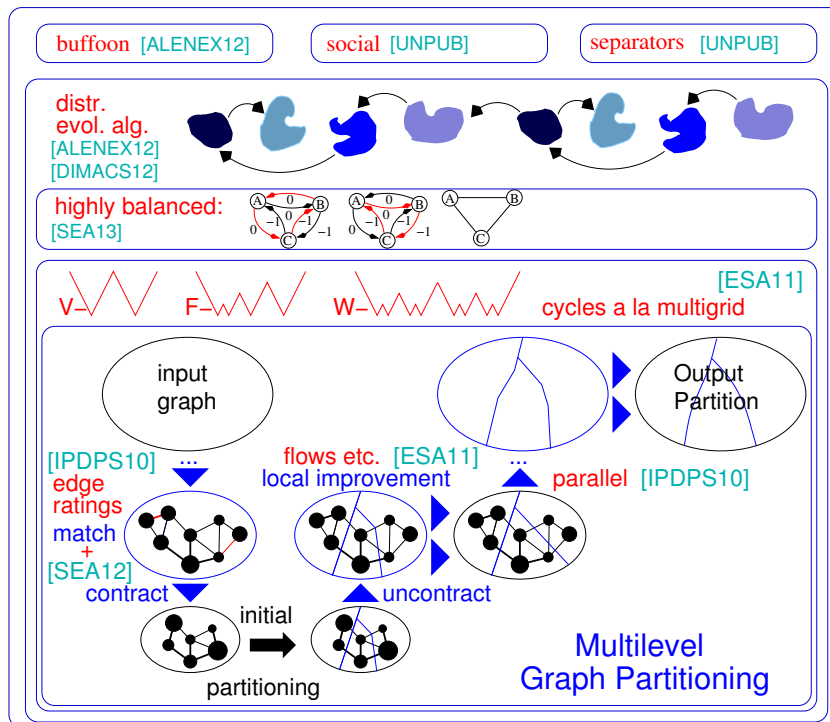 buffoon [ALENEX12] social [UNPUB] separators [UNPUB]
distr.
evol. alg.
[ALENEX12]
[DIMACS12]
highly balanced:
[SEA13]
A 0 B
0
0 −1 −1 −1
C
A 0 B
0
0 −1 −1 −1
C
A B
C
[ESA11]
V− F− W− cycles a la multigrid
input
graph
Output
Partition
[IPDPS10] ... flows etc. [ESA11] ...
edge
ratings
local improvement parallel [IPDPS10]
match
+
[SEA12]
contract uncontract
initial
partitioning
Multilevel
Graph Partitioning